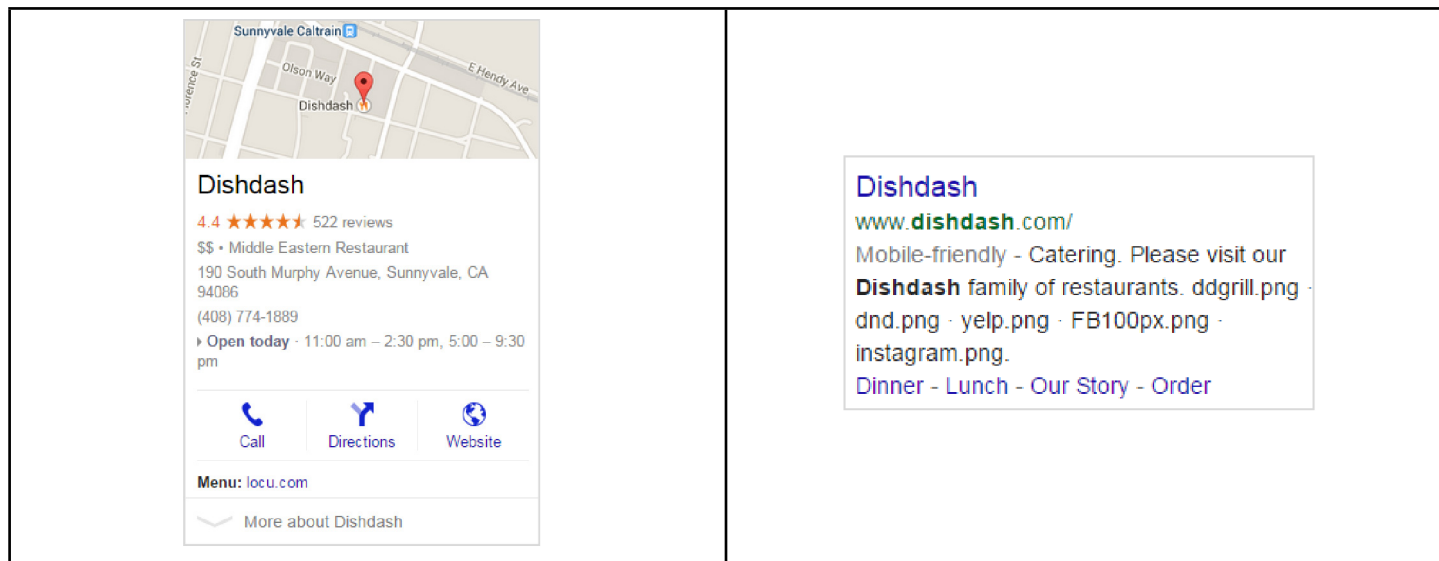 Sunnyvale Caltrain
Olson Way
E Hendy Ave
Dishdash
Dishdash
4.4 522 reviews
$$ • Middle Eastern Restaurant
190 South Murphy Avenue, Sunnyvale, CA
94086
(408) 774-1889
Open today · 11:00 am – 2:30 pm, 5:00 – 9:30
pm
Call Directions Website
Menu: locu.com
More about Dishdash
Dishdash
www.dishdash.com/
Mobile-friendly - Catering. Please visit our
Dishdash family of restaurants. ddgrill.png ·
dnd.png · yelp.png · FB100px.png ·
instagram.png.
Dinner - Lunch - Our Story - Order